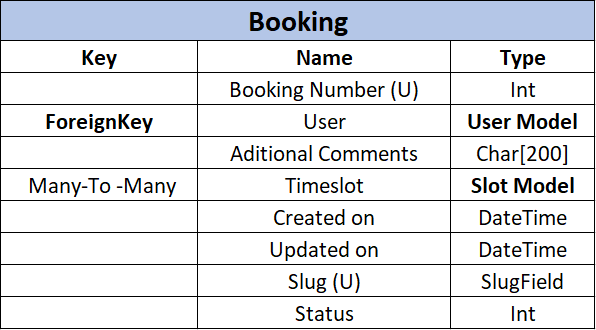 Booking
Key Name Type
Booking Number (U) Int
ForeignKey User User Model
Aditional Comments Char[200]
Many-To -Many Timeslot Slot Model
Created on DateTime
Updated on DateTime
Slug (U) SlugField
Status Int